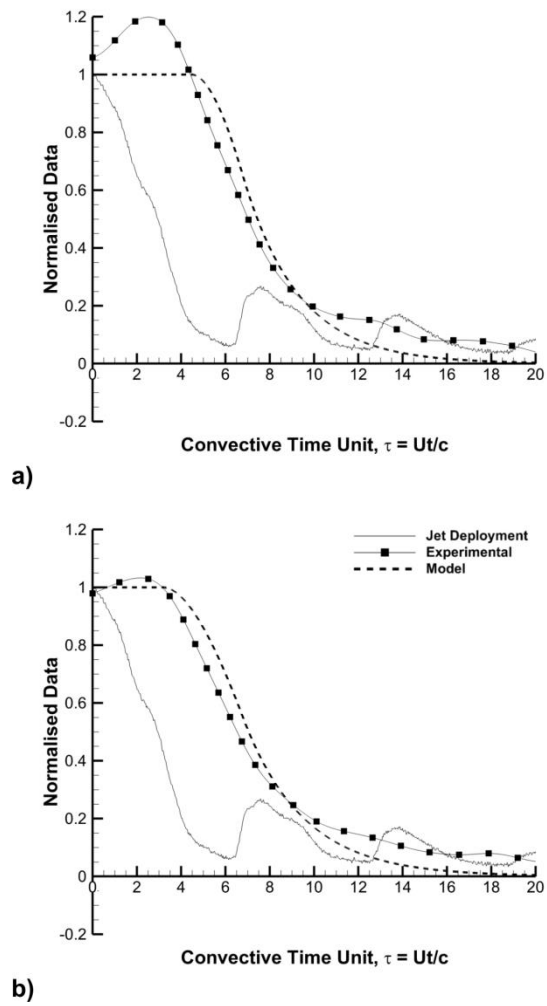 1.2
1
0.8
0.6
0.4
0.2
0
-0.2
Normalised Data
0 2 4 6 8 10 12 14 16 18 20
Convective Time Unit, τ = Ut/c
a)
1.2
1
0.8
0.6
0.4
0.2
0
-0.2
Normalised Data
Jet Deployment
Experimental
Model
0 2 4 6 8 10 12 14 16 18 20
Convective Time Unit, τ = Ut/c
b)